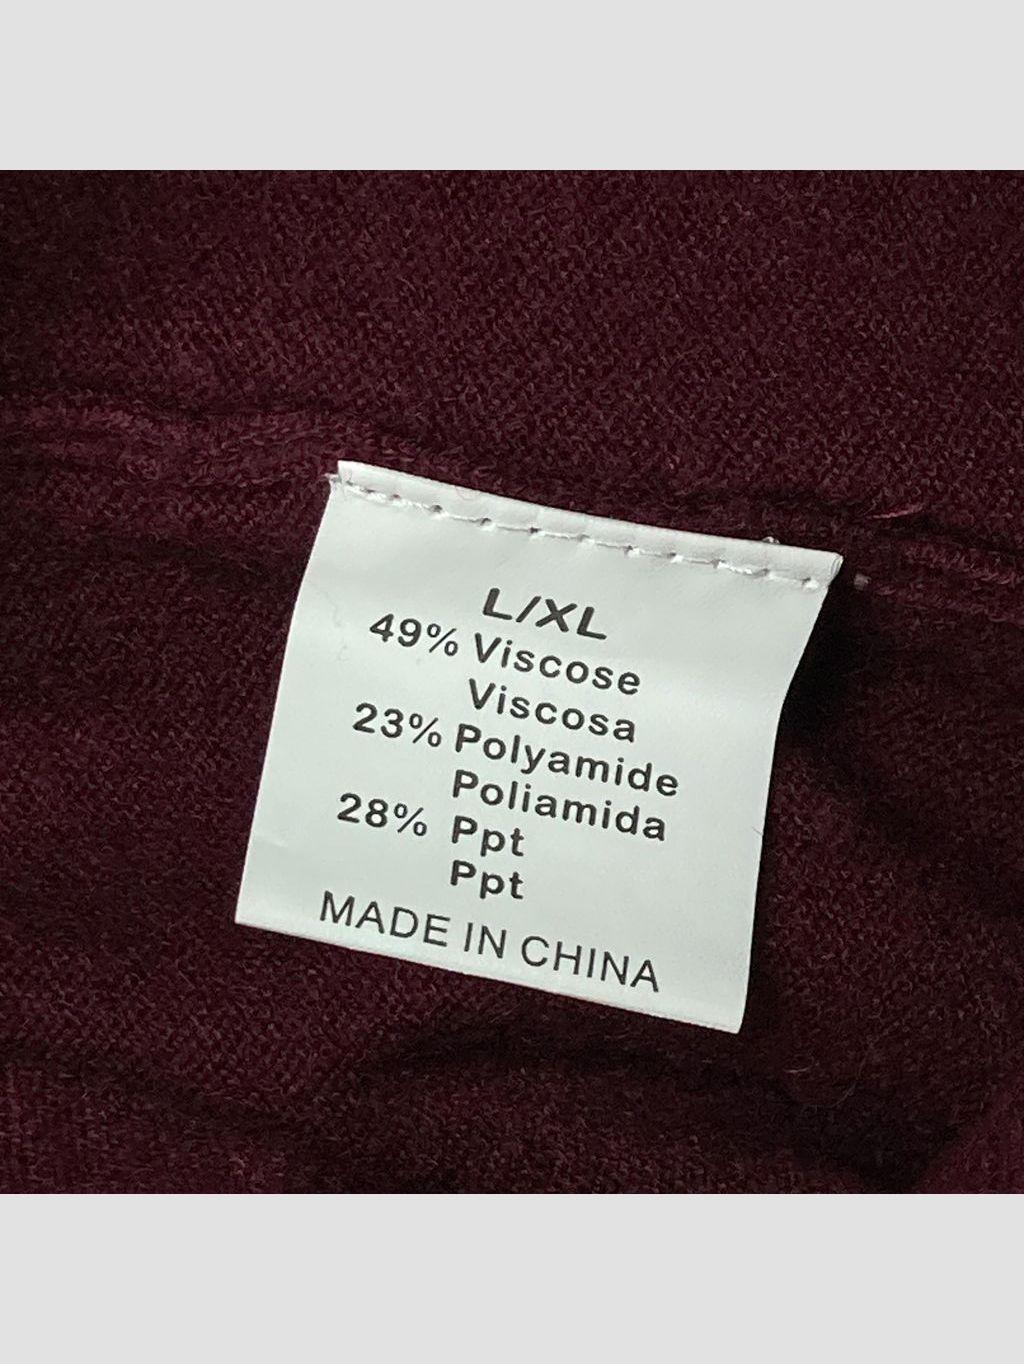 L/XL
49% Viscose
Viscosa
23% Polyamide
Poliamida
28% Ppt
Ppt
MADE IN CHINA